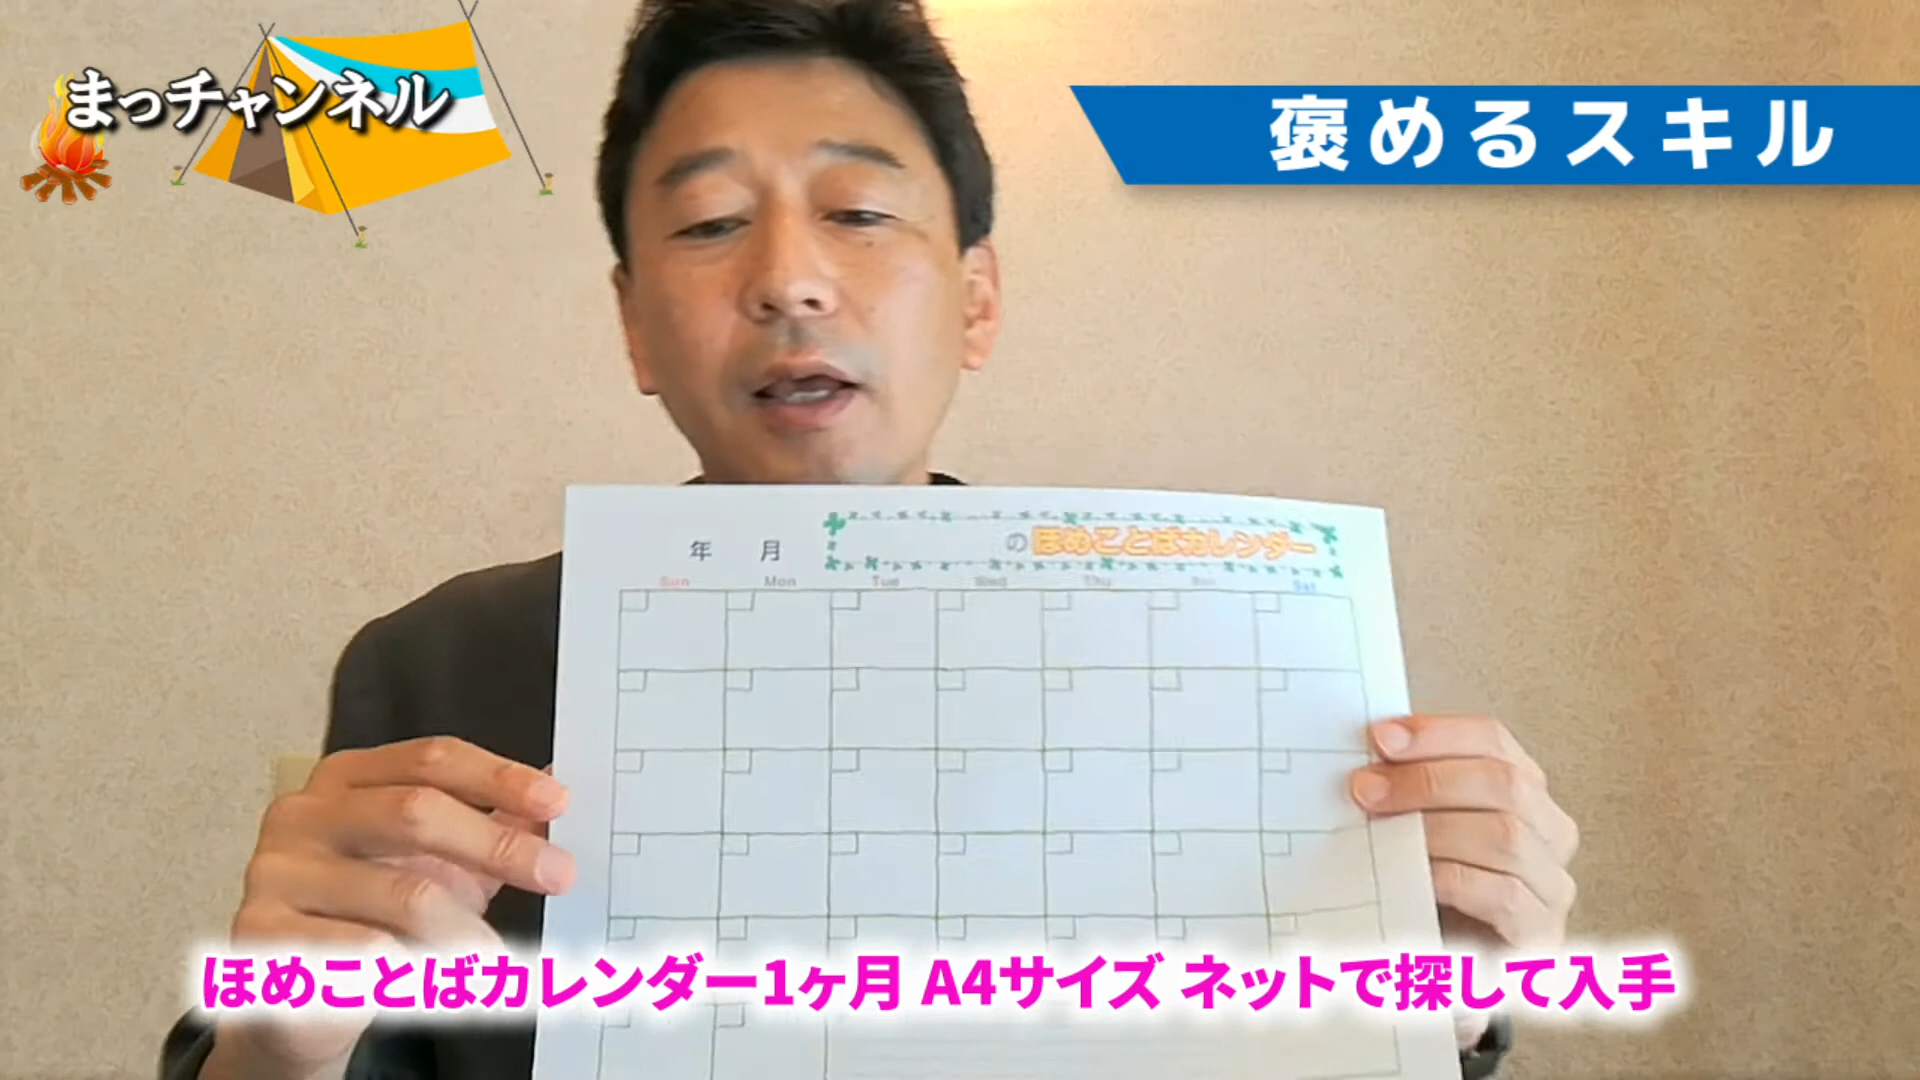 まっチャンネル
褒めるスキル
年 月
のほめことばカレンダー
Sun Mon Tue Wed Thu Fri Sat
ほめことばカレンダー1ヶ月 A4サイズ ネットで探して入手